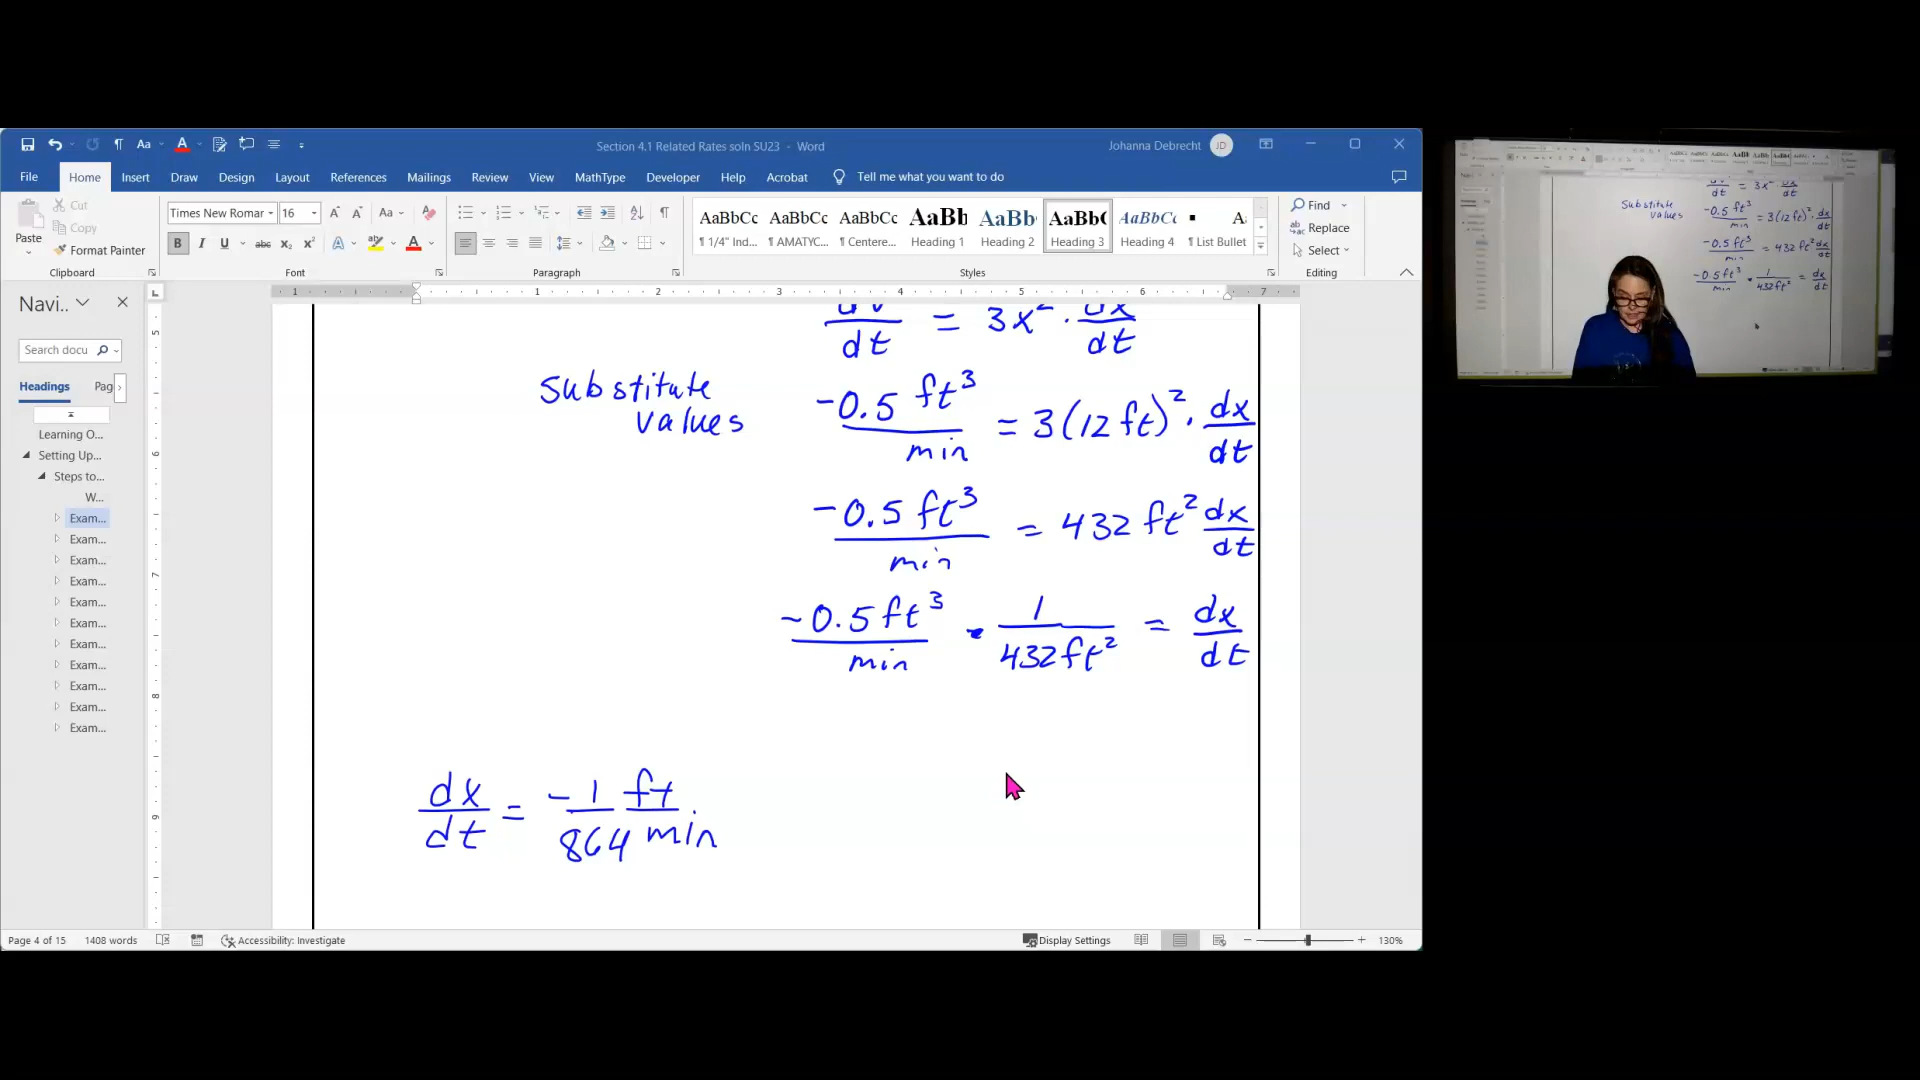 Section 4.1 Related Rates soln SU23 - Word
Johanna Debrecht JD
File Home Insert Draw Design Layout References Mailings Review View MathType Developer Help Acrobat Tell me what you want to do
Paste Cut Copy Format Painter
Clipboard
Times New Romar 16
Font
Paragraph
AaBbCc ¶ 1/4" Ind...
AaBbCc ¶ AMATYC...
AaBbCc ¶ Centere...
AaBb Heading 1
AaBb Heading 2
AaBb( Heading 3
AaBbCc Heading 4
¶ List Bullet
Styles
Find
Replace
Select
Editing
Navi..
Search docu
Headings Pag
Learning O...
Setting Up...
Steps to...
W...
Exam...
Exam...
Exam...
Exam...
Exam...
Exam...
Exam...
Exam...
Exam...
Exam...
Exam...
dV/dt = 3x² · dx/dt
Substitute
values
-0.5 ft³/min = 3(12 ft)² · dx/dt
-0.5 ft³/min = 432 ft² dx/dt
-0.5 ft³/min · 1/432ft² = dx/dt
dx/dt = -1/864 ft/min
Page 4 of 15 1408 words Accessibility: Investigate Display Settings 130%